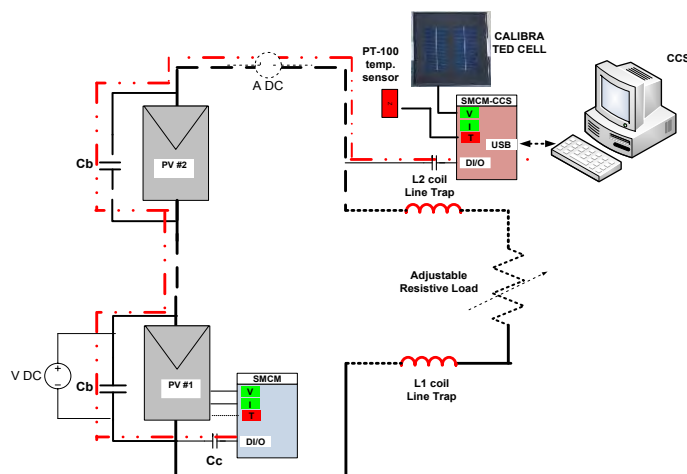 CALIBRA
TED CELL
PT-100
temp.
sensor
CCS
A DC
SMCM-CCS
V
I
T
USB
DI/O
PV #2
Cb
L2 coil
Line Trap
Adjustable
Resistive Load
V DC
Cb
PV #1
SMCM
V
I
T
DI/O
Cc
L1 coil
Line Trap